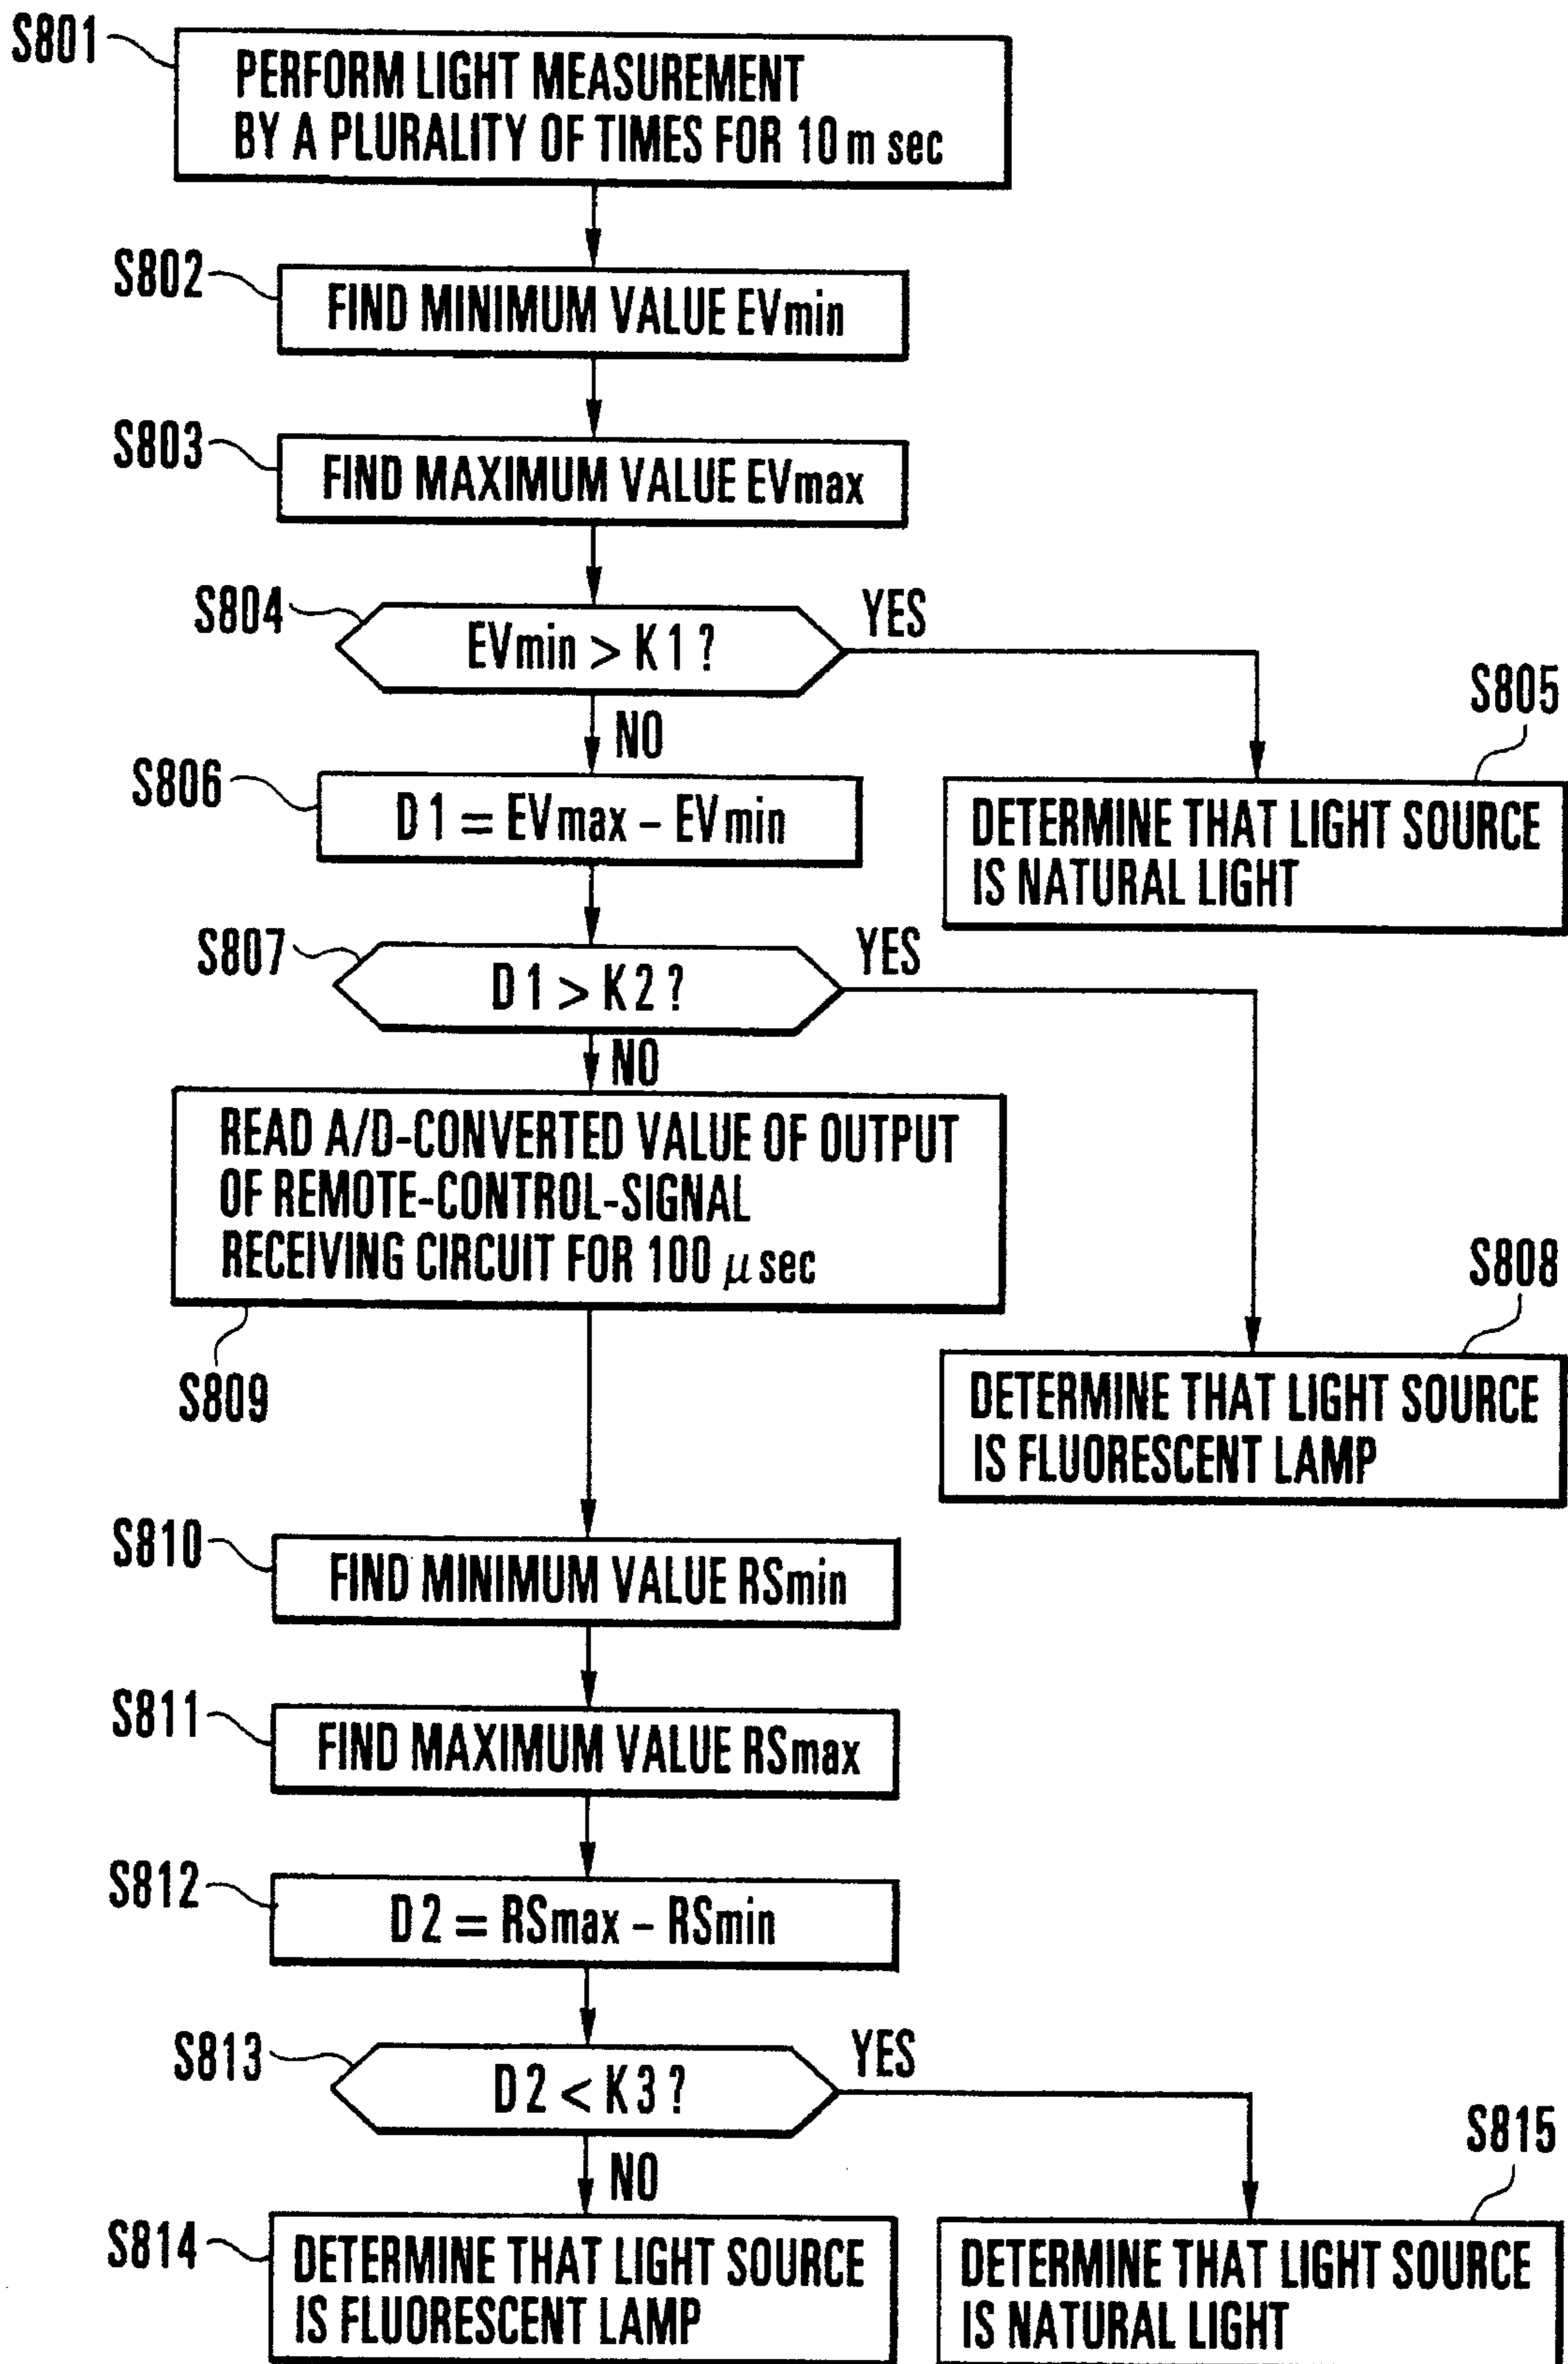 S801
PERFORM LIGHT MEASUREMENT
BY A PLURALITY OF TIMES FOR 10 m sec
S802
FIND MINIMUM VALUE EVmin
S803
FIND MAXIMUM VALUE EVmax
S804
EVmin > K1?
YES
NO
S805
DETERMINE THAT LIGHT SOURCE
IS NATURAL LIGHT
S806
D1 = EVmax – EVmin
S807
D1 > K2?
YES
NO
S808
DETERMINE THAT LIGHT SOURCE
IS FLUORESCENT LAMP
READ A/D-CONVERTED VALUE OF OUTPUT
OF REMOTE-CONTROL-SIGNAL
RECEIVING CIRCUIT FOR 100 μ sec
S809
S810
FIND MINIMUM VALUE RSmin
S811
FIND MAXIMUM VALUE RSmax
S812
D2 = RSmax – RSmin
S813
D2 < K3?
YES
NO
S814
DETERMINE THAT LIGHT SOURCE
IS FLUORESCENT LAMP
S815
DETERMINE THAT LIGHT SOURCE
IS NATURAL LIGHT